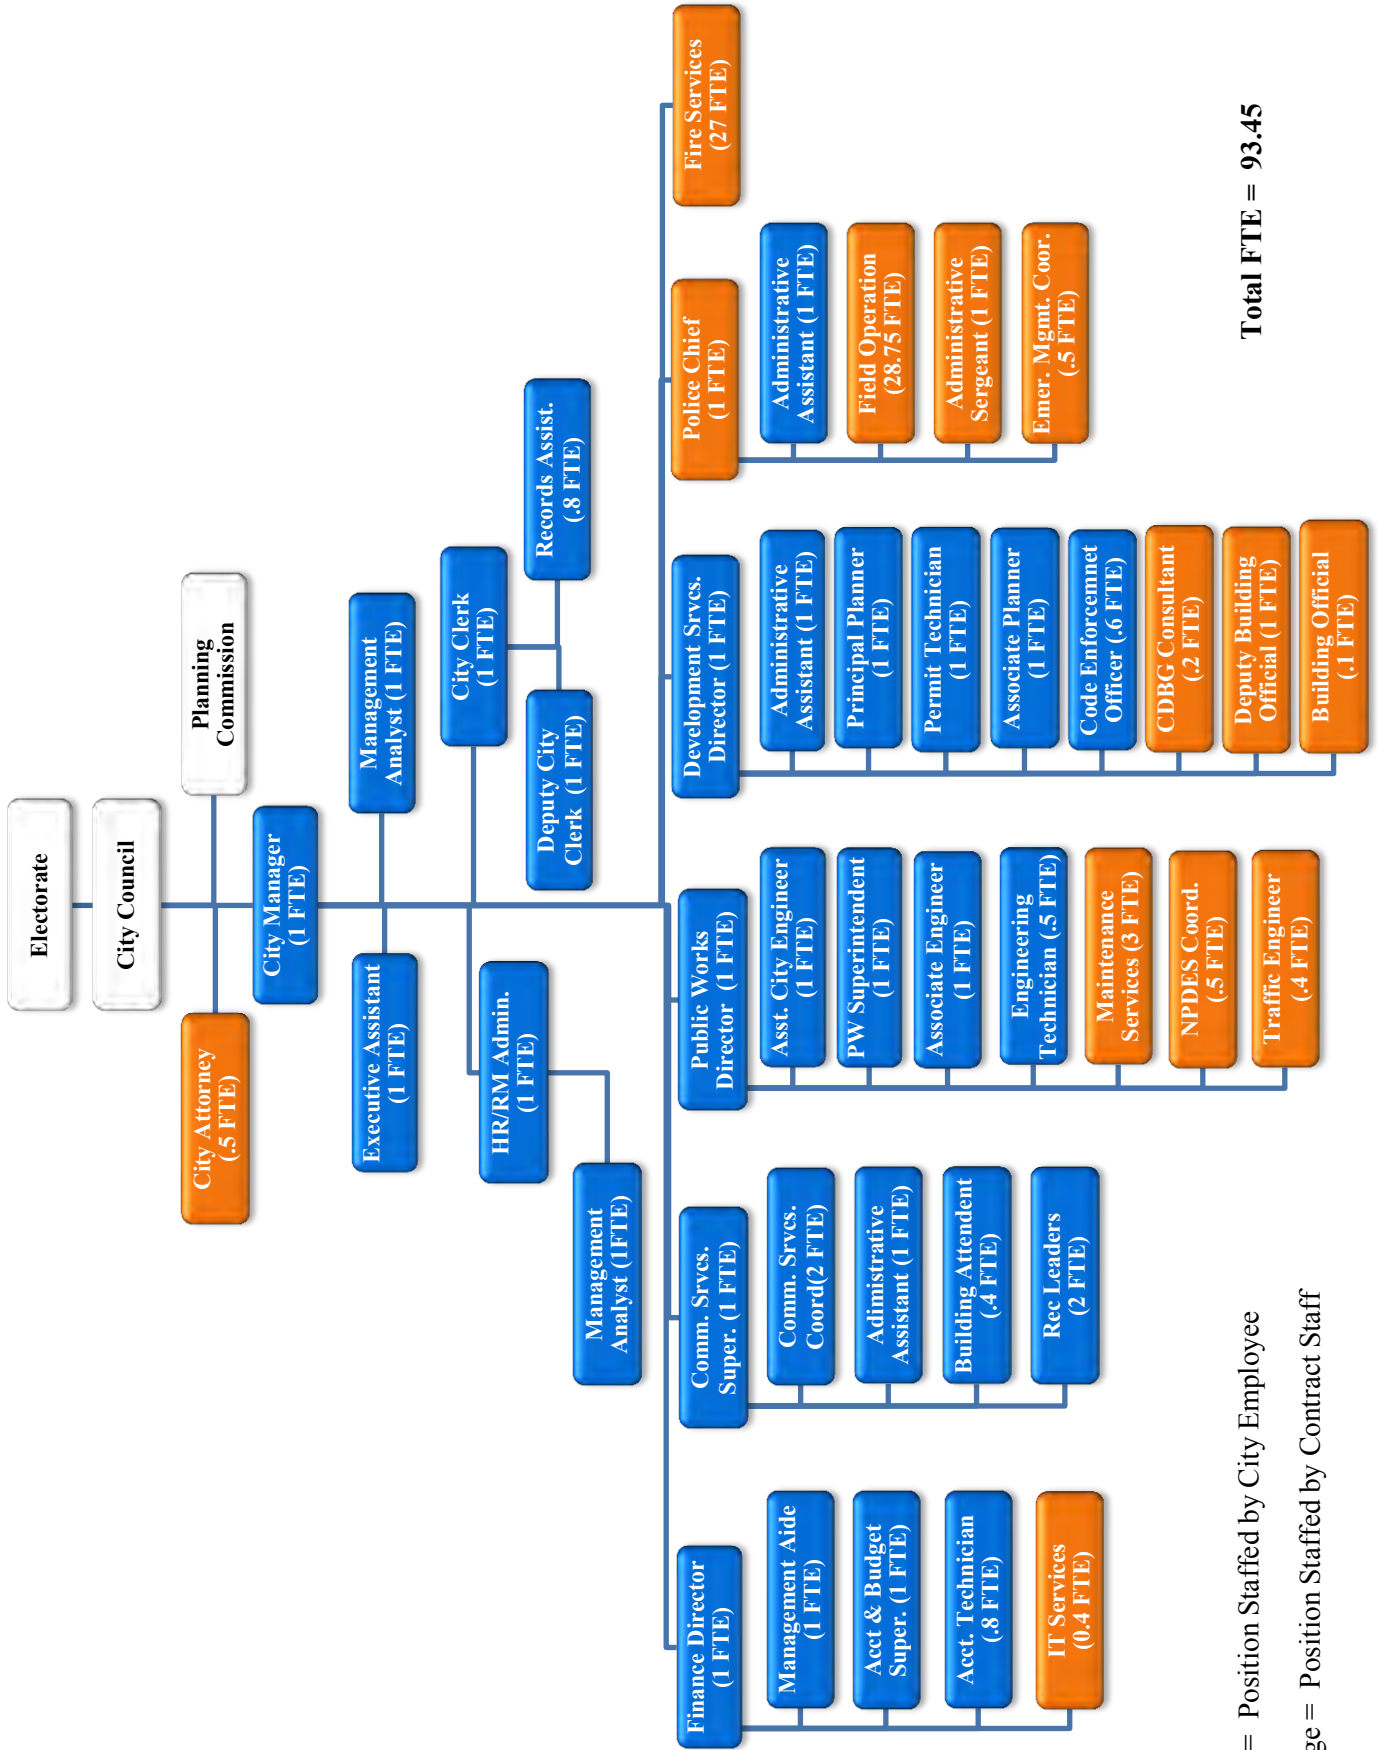 Electorate
City Council
City Attorney
(.5 FTE)
Planning
Commission
City Manager
(1 FTE)
Executive Assistant
(1 FTE)
Management
Analyst (1 FTE)
HR/RM Admin.
(1 FTE)
City Clerk
(1 FTE)
Management
Analyst (1FTE)
Deputy City
Clerk (1 FTE)
Records Assist.
(.8 FTE)
Finance Director
(1 FTE)
Management Aide
(1 FTE)
Acct & Budget
Super. (1 FTE)
Acct. Technician
(.8 FTE)
IT Services
(0.4 FTE)
Comm. Srvcs.
Super. (1 FTE)
Comm. Srvcs.
Coord(2 FTE)
Adimistrative
Assistant (1 FTE)
Building Attendent
(.4 FTE)
Rec Leaders
(2 FTE)
Public Works
Director (1 FTE)
Asst. City Engineer
(1 FTE)
PW Superintendent
(1 FTE)
Associate Engineer
(1 FTE)
Engineering
Technician (.5 FTE)
Maintenance
Services (3 FTE)
NPDES Coord.
(.5 FTE)
Traffic Engineer
(.4 FTE)
Development Srvcs.
Director (1 FTE)
Administrative
Assistant (1 FTE)
Principal Planner
(1 FTE)
Permit Technician
(1 FTE)
Associate Planner
(1 FTE)
Code Enforcemnet
Officer (.6 FTE)
CDBG Consultant
(.2 FTE)
Deputy Building
Official (1 FTE)
Building Official
(.1 FTE)
Police Chief
(1 FTE)
Administrative
Assistant (1 FTE)
Field Operation
(28.75 FTE)
Administrative
Sergeant (1 FTE)
Emer. Mgmt. Coor.
(.5 FTE)
Fire Services
(27 FTE)
= Position Staffed by City Employee
ge = Position Staffed by Contract Staff
Total FTE = 93.45